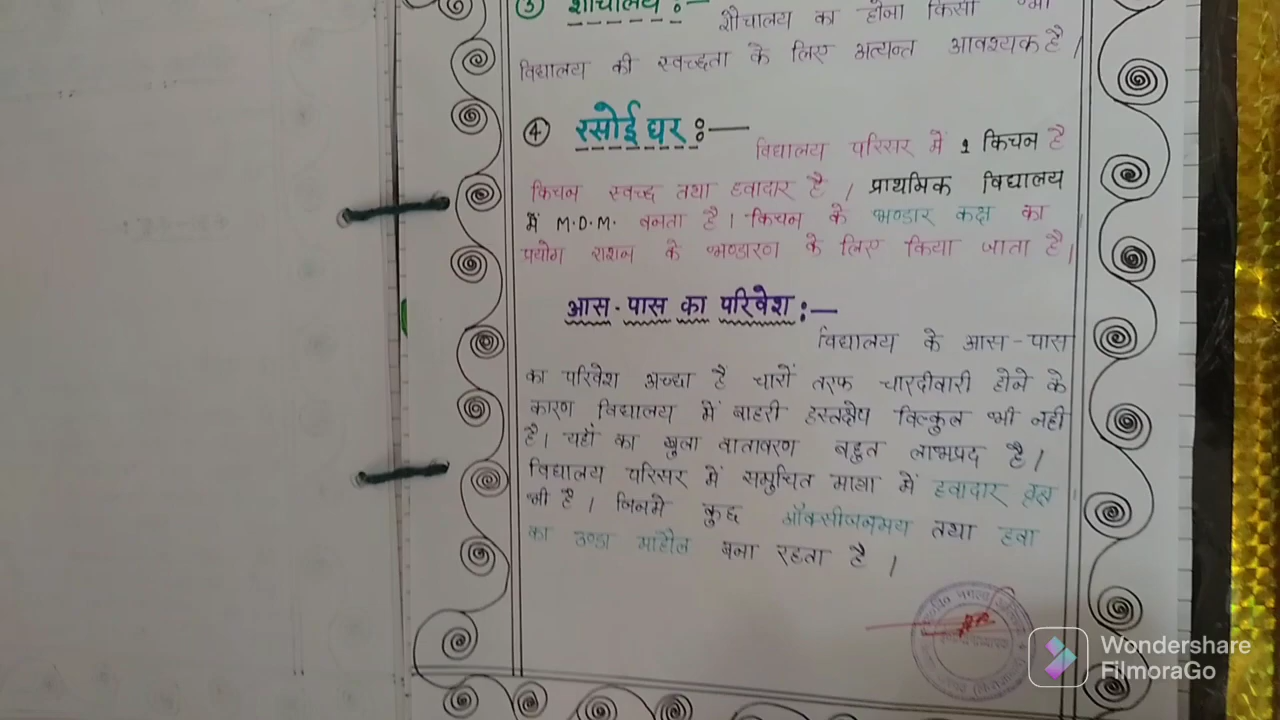 ③ शौचालय :-
शौचालय का होना किसी भी
विद्यालय की स्वच्छता के लिए अत्यन्त आवश्यक है।
④ रसोई घर :-
विद्यालय परिसर में 1 किचन है
किचन स्वच्छ तथा हवादार है। प्राथमिक विद्यालय
में M.D.M. बनता है। किचन के भण्डार कक्ष का
प्रयोग राशन के भण्डारण के लिए किया जाता है।
आस-पास का परिवेश :-
विद्यालय के आस-पास
का परिवेश अच्छा है चारों तरफ चारदीवारी होने के
कारण विद्यालय में बाहरी हस्तक्षेप बिल्कुल भी नहीं
है। यहाँ का खुला वातावरण बहुत लाभप्रद है।
विद्यालय परिसर में समुचित मात्रा में हवादार वृक्ष
भी है। जिनमे कुछ ऑक्सीजनमय तथा हवा
का ठण्डा माहौल बना रहता है।
Wondershare
FilmoraGo